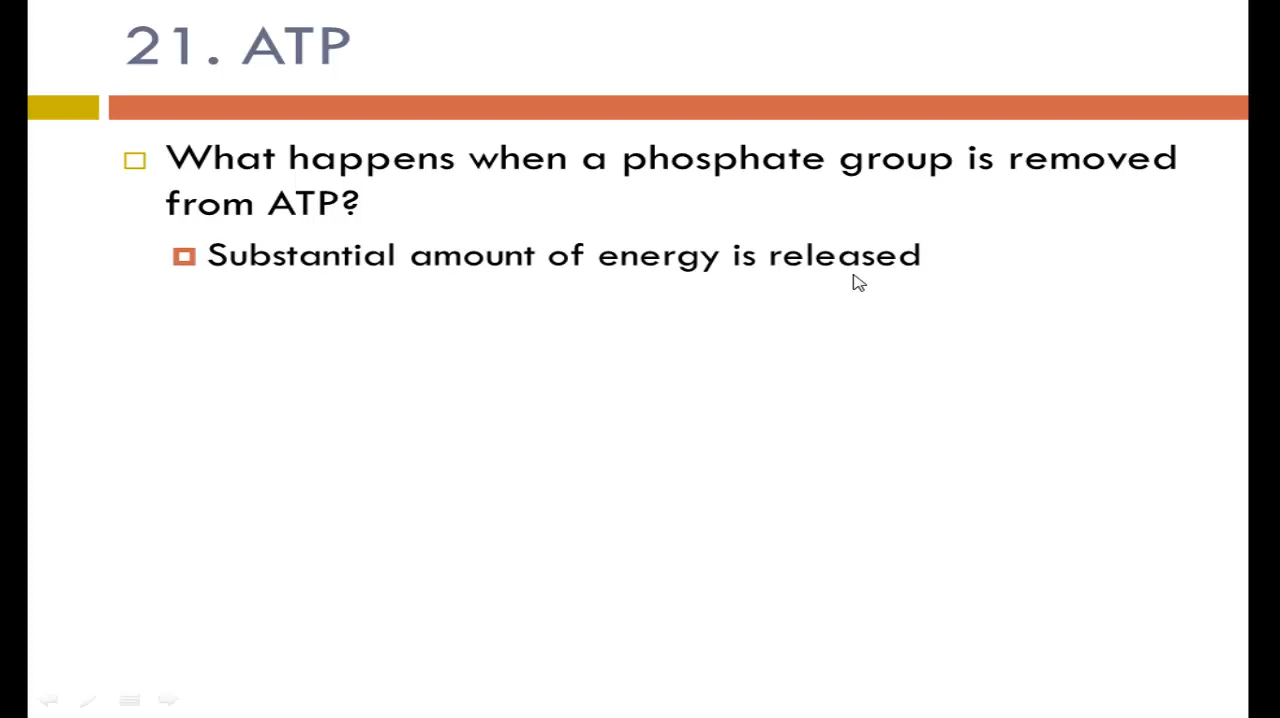 21. ATP
What happens when a phosphate group is removed
from ATP?
Substantial amount of energy is released